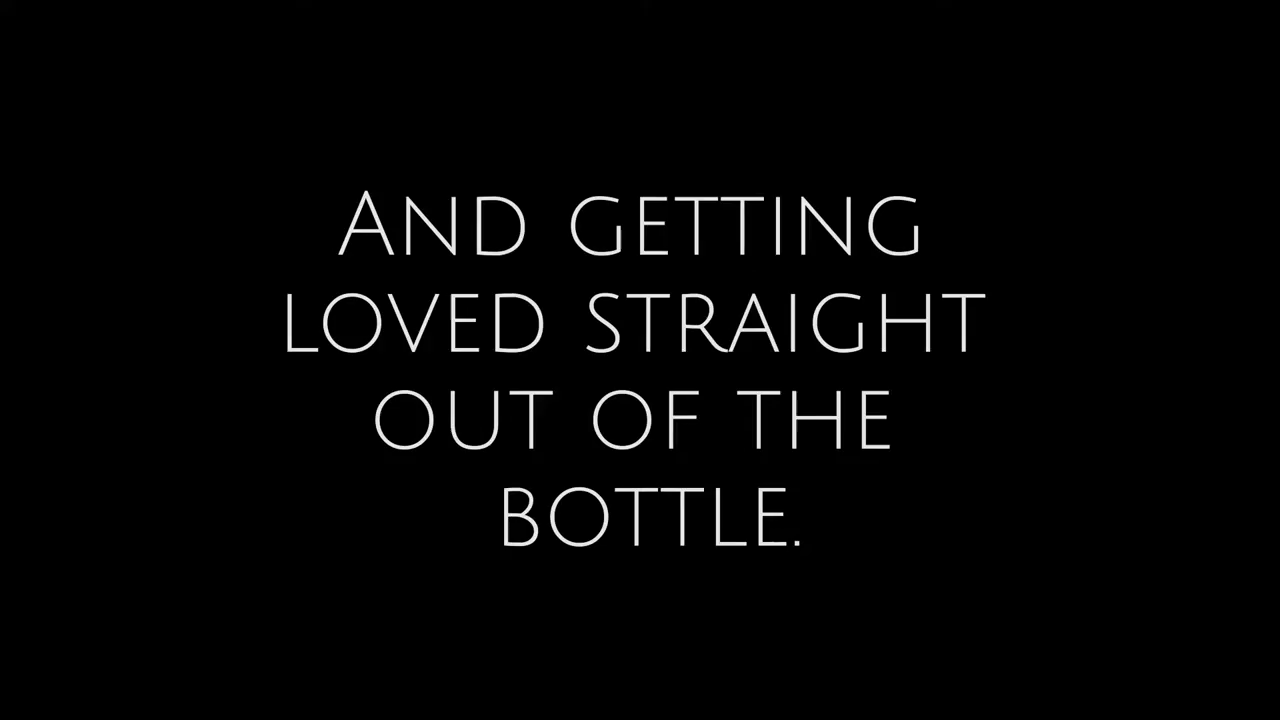 And getting
loved straight
out of the
bottle.